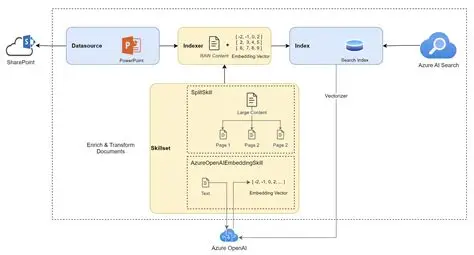 Datasource
PowerPoint
SharePoint
Indexer
RAW Content
+
[ -2, -1, 0, 2 ]
[ 2, 3, 4, 5 ]
[ 6, 7, 8, 9 ]
Embedding Vector
Index
Search Index
Azure AI Search
Vectorizer
Enrich & Transform
Documents
Skillset
SplitSkill
Large Content
Page 1
Page 2
Page 2
AzureOpenAIEmbeddingSkill
Text
[ -2, -1, 0, 2, ... ]
Embedding Vector
Azure OpenAI